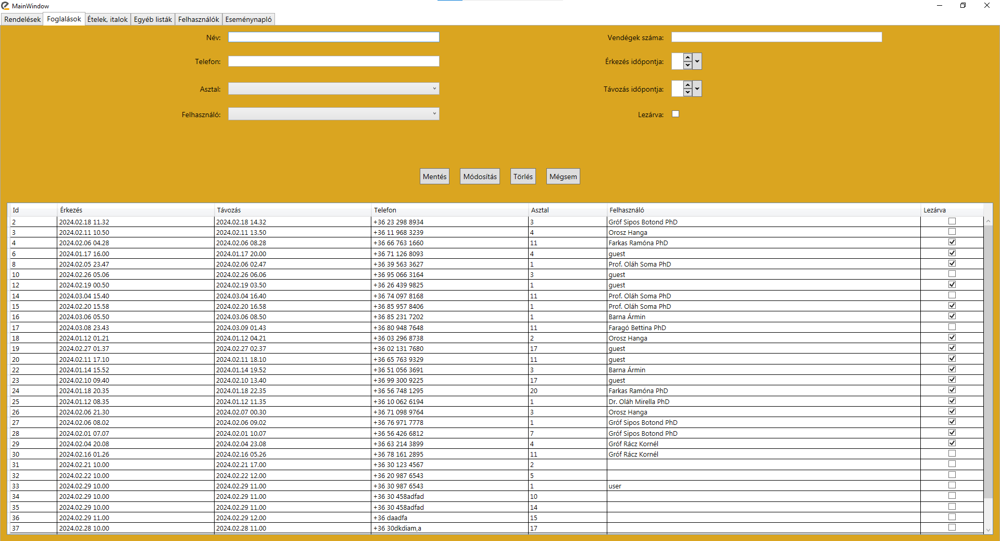 MainWindow
Rendelések Foglalások Ételek, italok Egyéb listák Felhasználók Eseménynapló
Név: Vendégek száma:
Telefon: Érkezés időpontja:
Asztal: Távozás időpontja:
Felhasználó: Lezárva:
Mentés Módosítás Törlés Mégsem
Id Érkezés Távozás Telefon Asztal Felhasználó Lezárva
2 2024.02.18 11.32 2024.02.18 14.32 +36 23 298 8934 3 Gróf Sipos Botond PhD
3 2024.02.11 10.50 2024.02.11 13.50 +36 11 968 3239 4 Orosz Hanga
4 2024.02.06 04.28 2024.02.06 08.28 +36 66 763 1660 11 Farkas Ramóna PhD
6 2024.01.17 16.00 2024.01.17 20.00 +36 71 126 8093 4 guest
8 2024.02.05 23.47 2024.02.06 02.47 +36 39 563 3627 1 Prof. Oláh Soma PhD
10 2024.02.26 05.06 2024.02.26 06.06 +36 95 066 3164 3 guest
12 2024.02.19 00.50 2024.02.19 03.50 +36 26 439 9825 1 guest
14 2024.03.04 15.40 2024.03.04 16.40 +36 74 097 8168 11 Prof. Oláh Soma PhD
15 2024.02.20 15.58 2024.02.20 16.58 +36 85 957 8406 1 Prof. Oláh Soma PhD
16 2024.03.06 05.50 2024.03.06 08.50 +36 85 231 7202 1 Barna Ármin
17 2024.03.08 23.43 2024.03.09 01.43 +36 80 948 7648 11 Faragó Bettina PhD
18 2024.01.12 01.21 2024.01.12 04.21 +36 03 296 8738 2 Orosz Hanga
19 2024.02.27 01.37 2024.02.27 02.37 +36 02 131 7680 17 guest
20 2024.02.11 17.10 2024.02.11 18.10 +36 65 763 9329 11 guest
22 2024.01.14 15.52 2024.01.14 19.52 +36 51 056 3691 3 Barna Ármin
23 2024.02.10 09.40 2024.02.10 13.40 +36 99 300 9225 17 guest
24 2024.01.18 20.35 2024.01.18 22.35 +36 56 748 1295 20 Farkas Ramóna PhD
25 2024.01.12 08.35 2024.01.12 11.35 +36 10 062 6194 1 Dr. Oláh Mirella PhD
26 2024.02.06 21.30 2024.02.07 00.30 +36 71 098 9764 3 Orosz Hanga
27 2024.02.06 08.02 2024.02.06 09.02 +36 76 971 7778 1 Gróf Sipos Botond PhD
28 2024.02.01 07.07 2024.02.01 10.07 +36 56 426 6812 7 Gróf Sipos Botond PhD
29 2024.02.04 20.08 2024.02.04 23.08 +36 63 214 3899 4 Gróf Rácz Kornél
30 2024.02.16 01.26 2024.02.16 05.26 +36 78 161 2895 11 Gróf Rácz Kornél
31 2024.02.21 10.00 2024.02.21 17.00 +36 30 123 4567 2
32 2024.02.22 10.00 2024.02.22 12.00 +36 20 987 6543 5
33 2024.02.29 10.00 2024.02.29 11.00 +36 30 987 6543 1 user
34 2024.02.29 10.00 2024.02.29 11.00 +36 30 458adfad 10
35 2024.02.29 10.00 2024.02.29 11.00 +36 30 458adfad 14
36 2024.02.29 11.00 2024.02.29 12.00 +36 daadfa 15
37 2024.02.28 10.00 2024.02.28 11.00 +36 30dkdiam,a 17